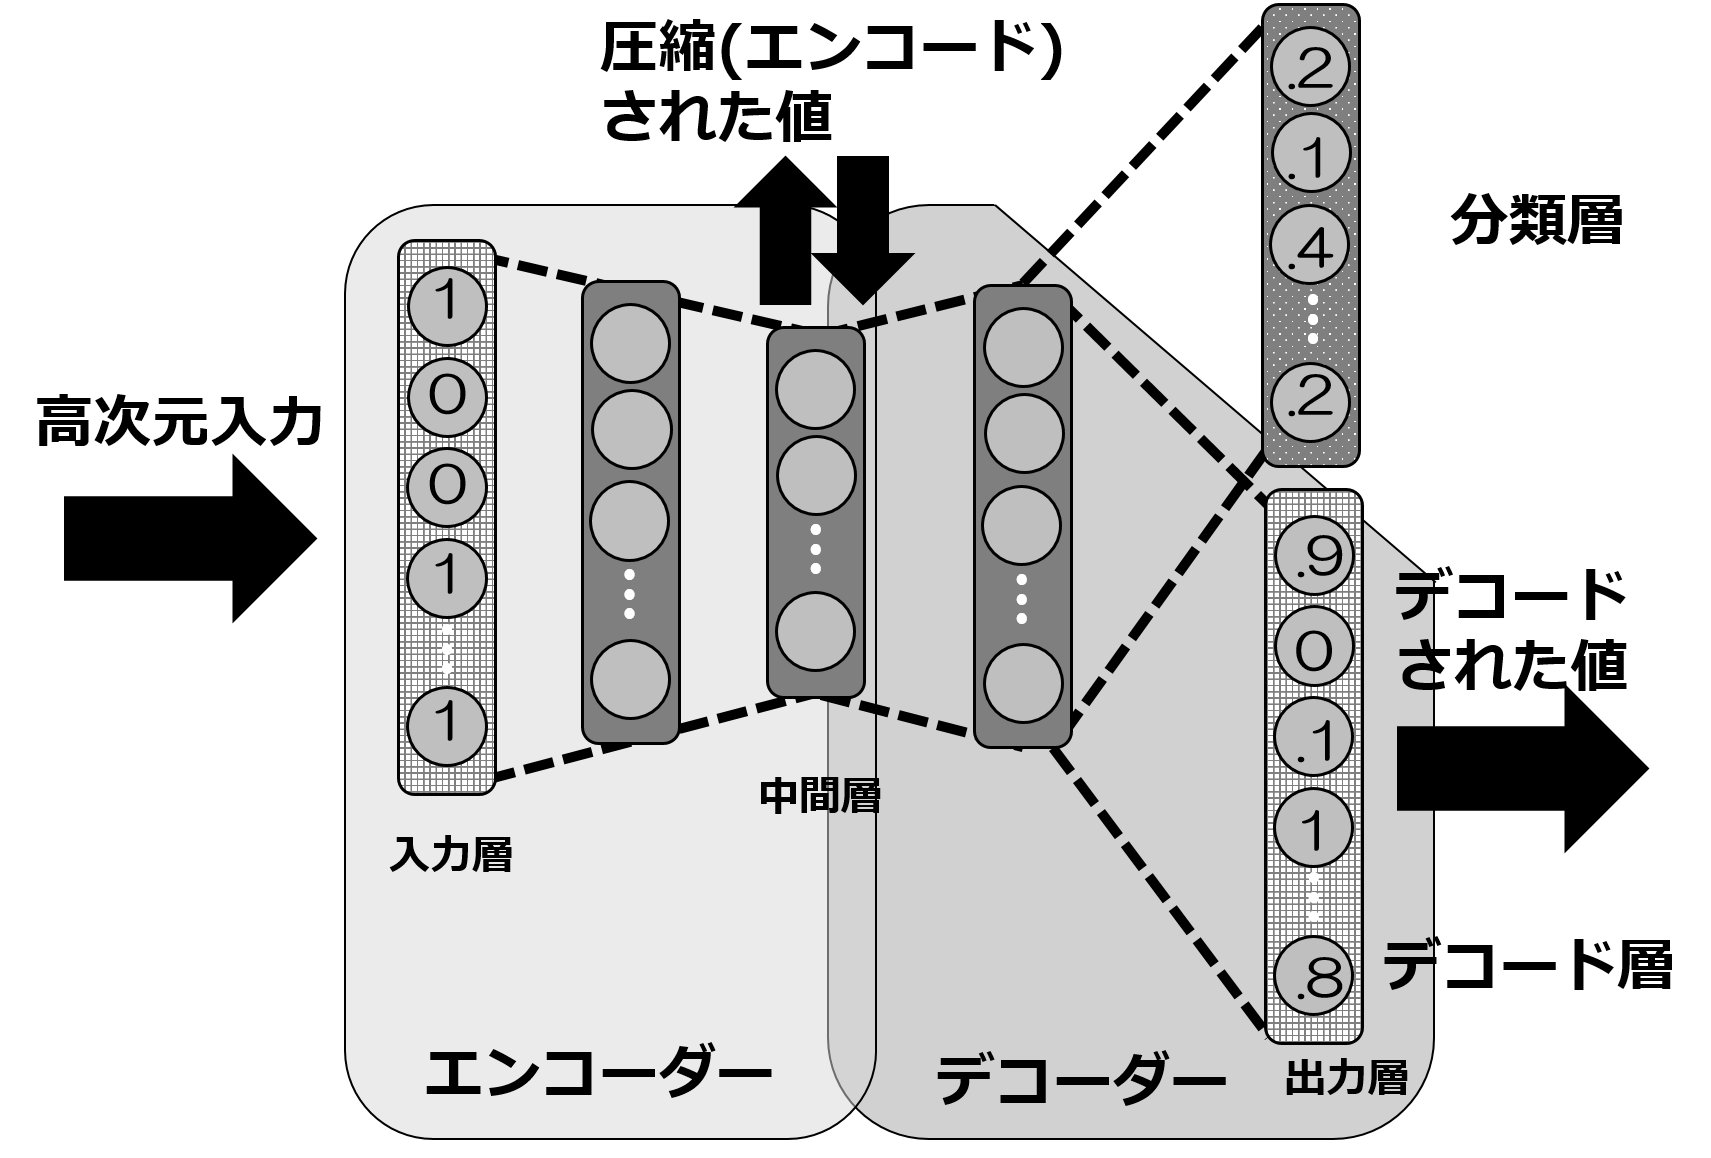 圧縮(エンコード)
された値
高次元入力
1
0
0
1
1
入力層
中間層
エンコーダー
デコーダー
.2
.1
.4
.2
分類層
.9
0
.1
1
.8
デコード
された値
デコード層
出力層